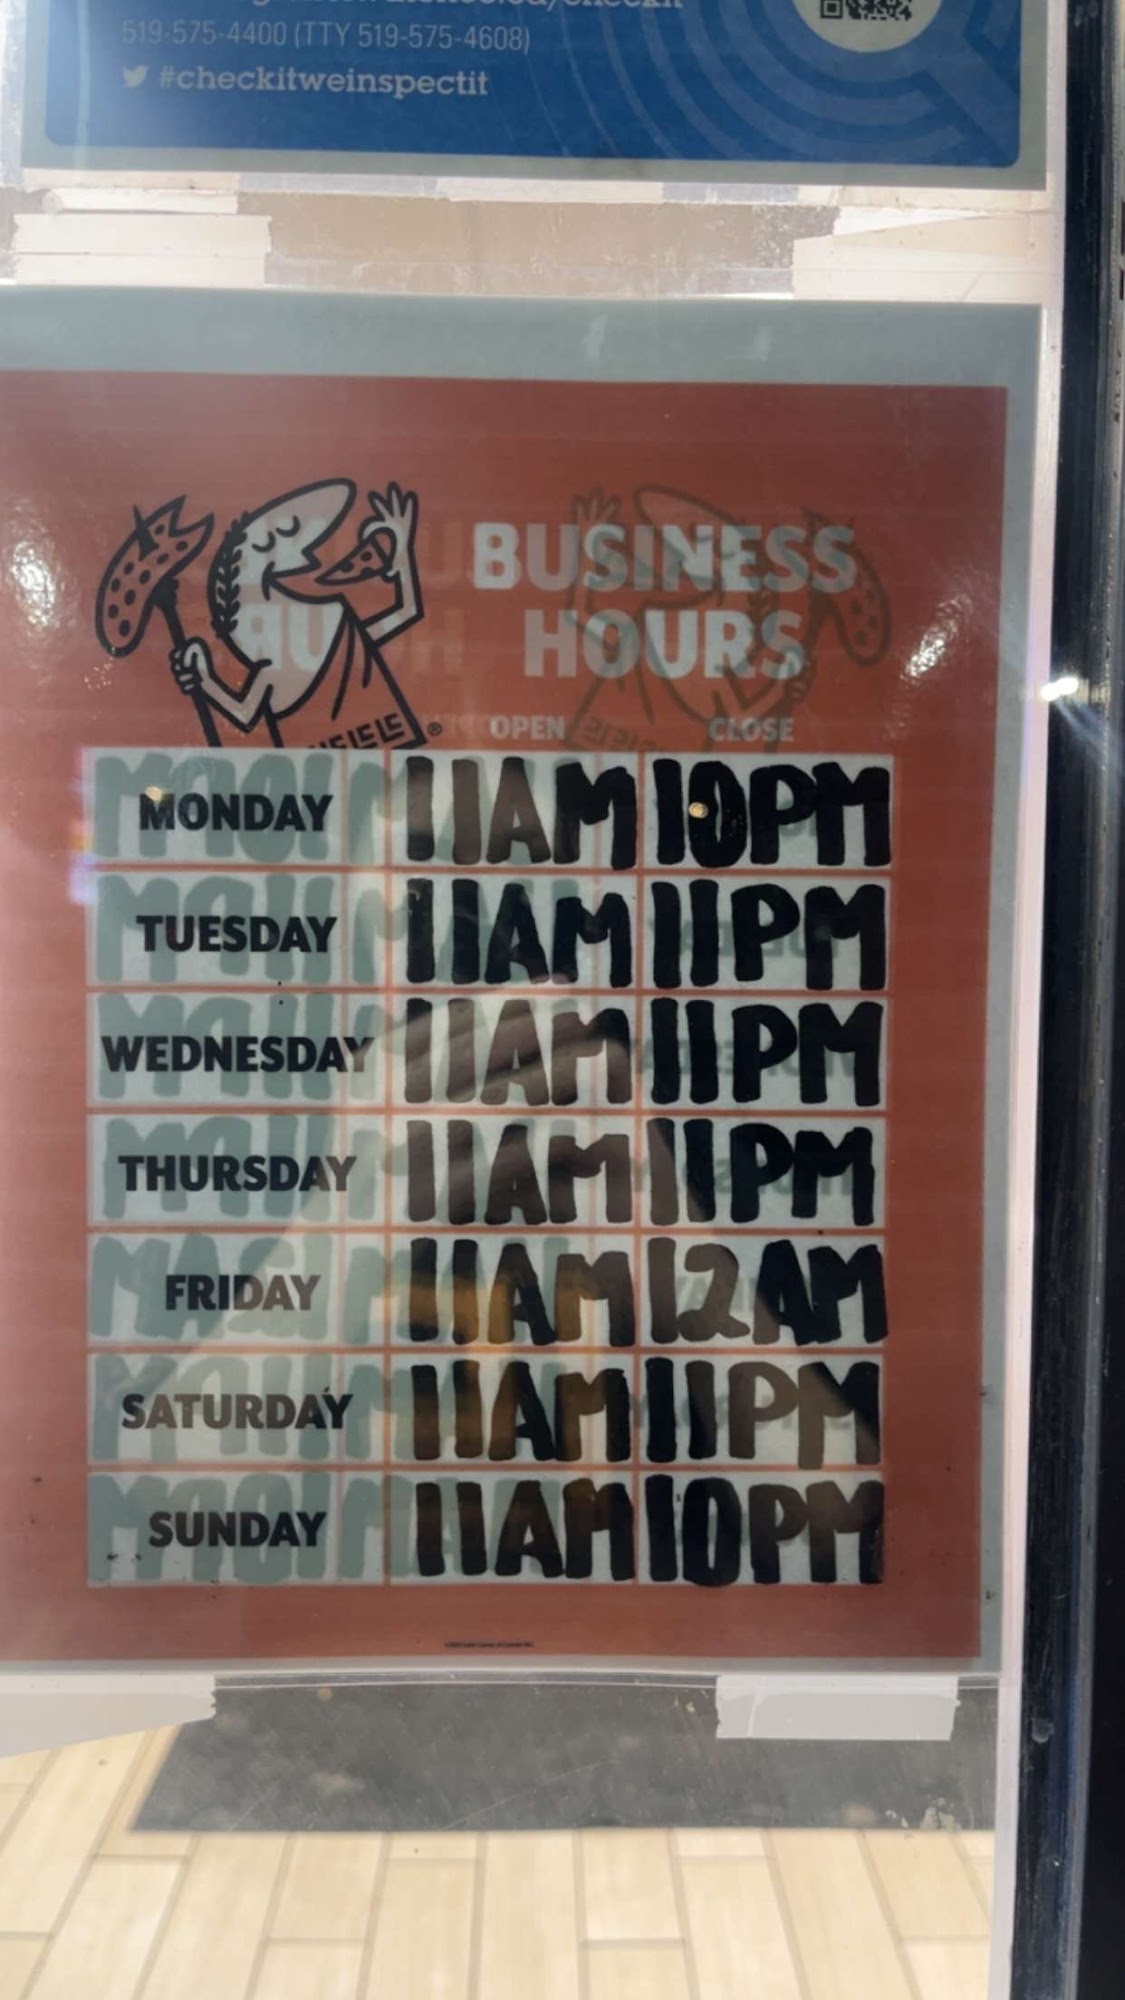 519-575-4400 (TTY 519-575-4608)
#checkitweinspectit
BUSINESS
HOURS
OPEN CLOSE
MONDAY 11AM 10PM
TUESDAY 11AM 11PM
WEDNESDAY 11AM 11PM
THURSDAY 11AM 11PM
FRIDAY 11AM 12AM
SATURDAY 11AM 11PM
SUNDAY 11AM 10PM